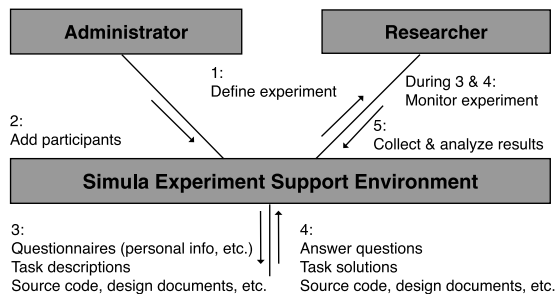 Administrator
Researcher
1:
Define experiment
During 3 & 4:
Monitor experiment
2:
Add participants
5:
Collect & analyze results
Simula Experiment Support Environment
3:
Questionnaires (personal info, etc.)
Task descriptions
Source code, design documents, etc.
4:
Answer questions
Task solutions
Source code, design documents, etc.